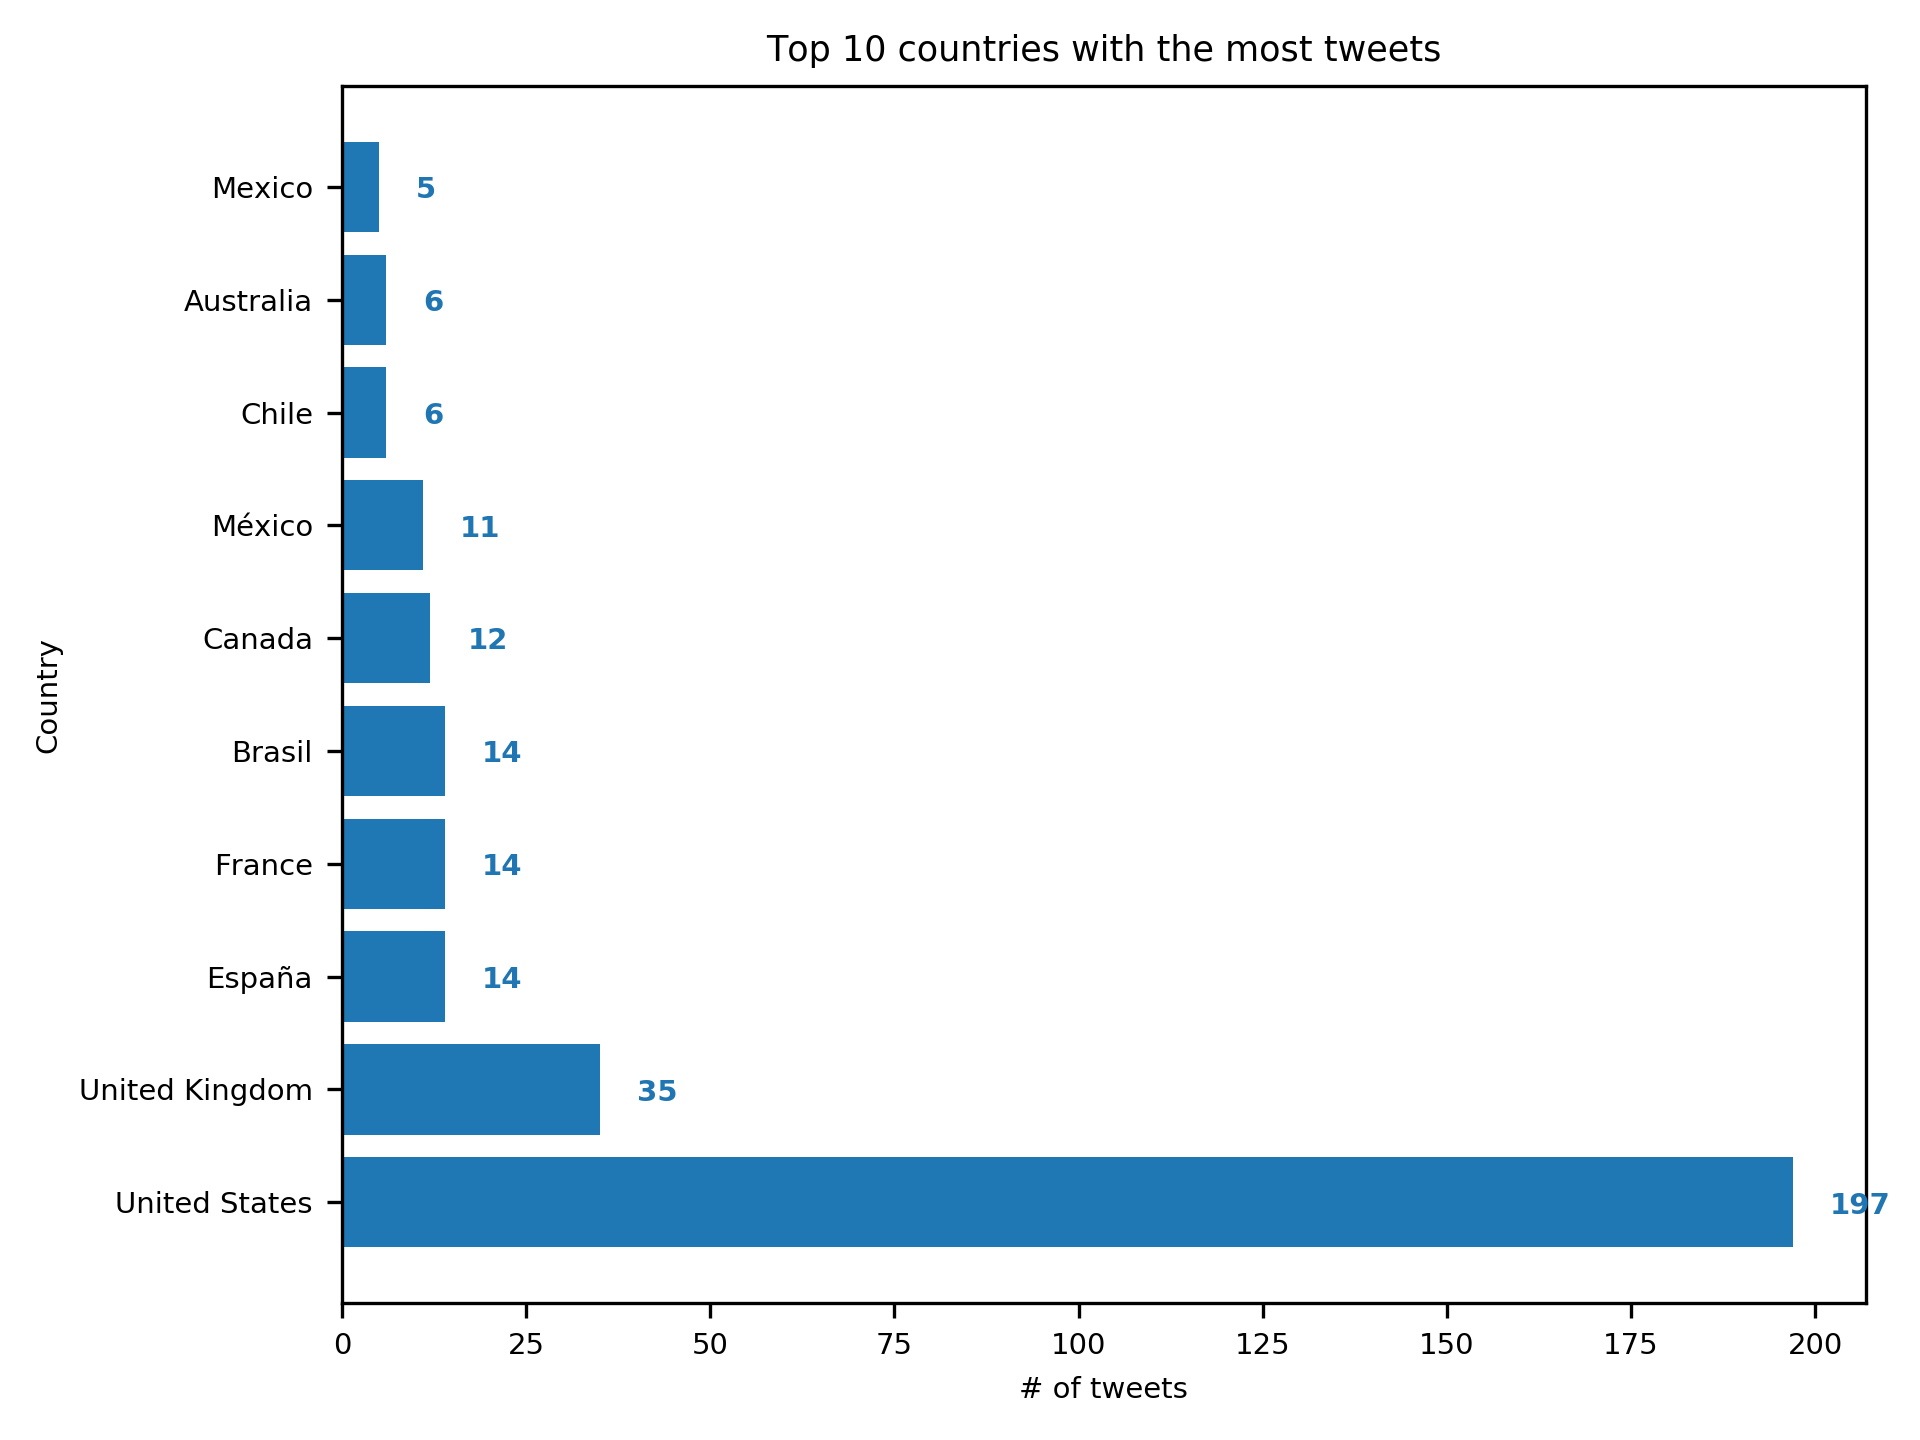 Top 10 countries with the most tweets
Country
Mexico 5
Australia 6
Chile 6
México 11
Canada 12
Brasil 14
France 14
España 14
United Kingdom 35
United States 197
0 25 50 75 100 125 150 175 200
# of tweets